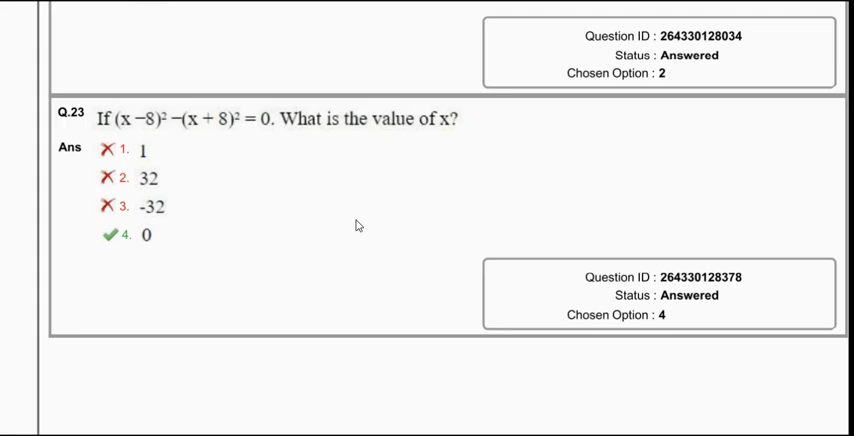 Question ID : 264330128034
Status : Answered
Chosen Option : 2
Q.23 If (x –8)² –(x + 8)² = 0. What is the value of x?
Ans ✗ 1. 1
✗ 2. 32
✗ 3. -32
✓ 4. 0
Question ID : 264330128378
Status : Answered
Chosen Option : 4